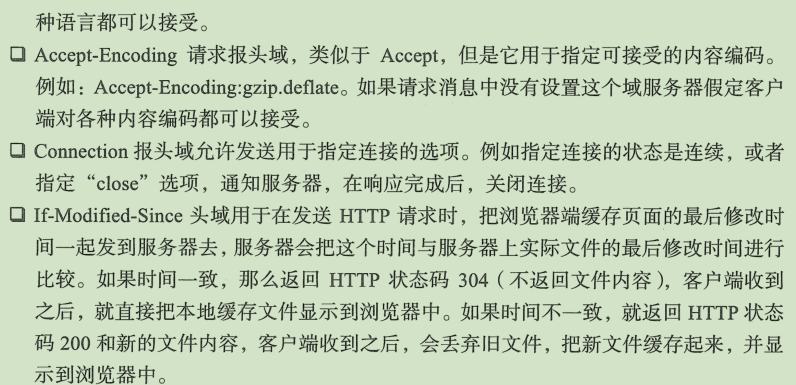 种语言都可以接受。
❏ Accept-Encoding 请求报头域，类似于 Accept，但是它用于指定可接受的内容编码。
例如：Accept-Encoding:gzip.deflate。如果请求消息中没有设置这个域服务器假定客户
端对各种内容编码都可以接受。
❏ Connection 报头域允许发送用于指定连接的选项。例如指定连接的状态是连续，或者
指定“close”选项，通知服务器，在响应完成后，关闭连接。
❏ If-Modified-Since 头域用于在发送 HTTP 请求时，把浏览器端缓存页面的最后修改时
间一起发到服务器去，服务器会把这个时间与服务器上实际文件的最后修改时间进行
比较。如果时间一致，那么返回 HTTP 状态码 304（不返回文件内容），客户端收到
之后，就直接把本地缓存文件显示到浏览器中。如果时间不一致，就返回 HTTP 状态
码 200 和新的文件内容，客户端收到之后，会丢弃旧文件，把新文件缓存起来，并显
示到浏览器中。